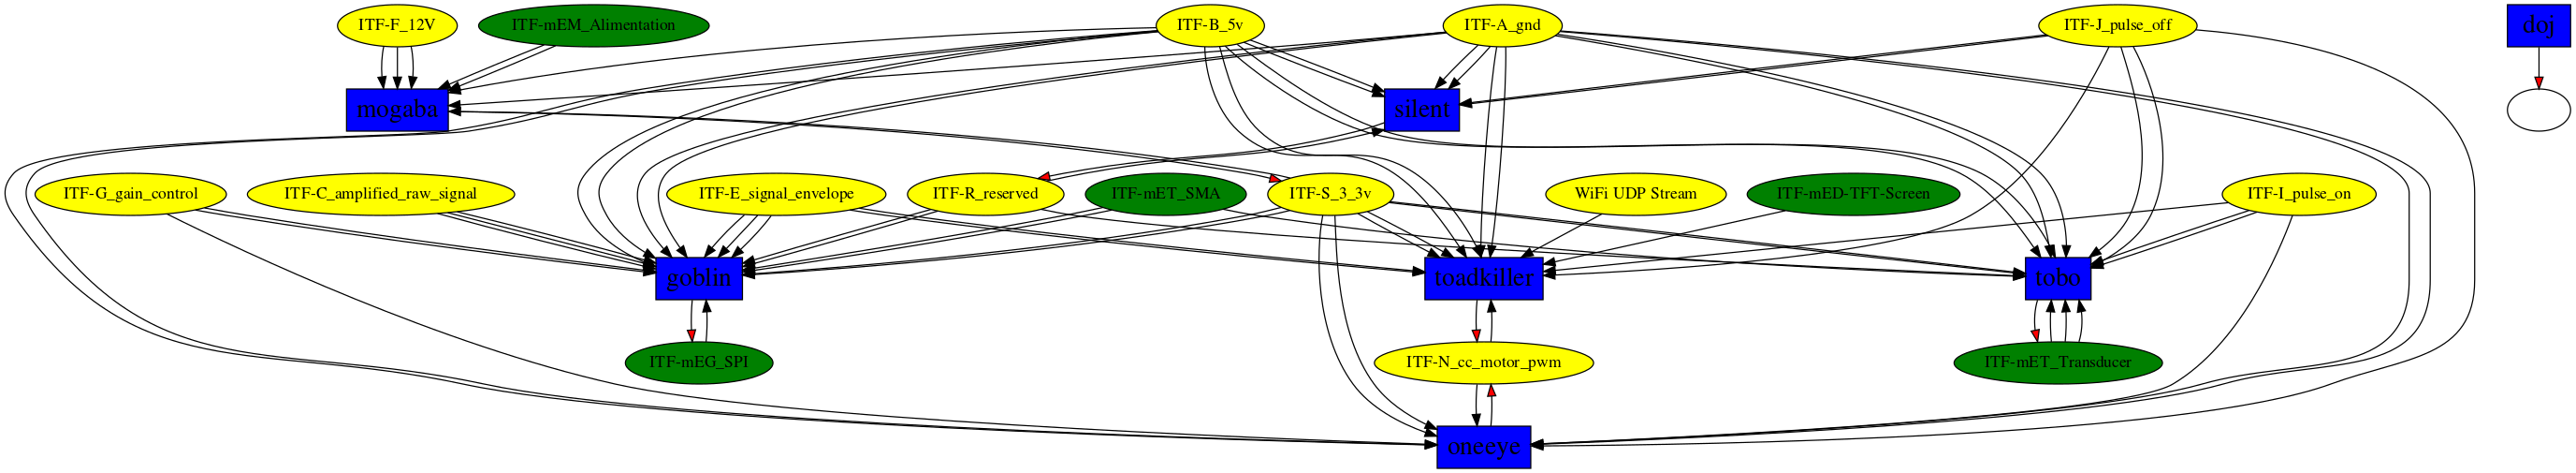 ITF-F_12V
ITF-mEM_Alimentation
ITF-B_5v
ITF-A_gnd
ITF-J_pulse_off
doj
mogaba
silent
ITF-G_gain_control
ITF-C_amplified_raw_signal
ITF-E_signal_envelope
ITF-R_reserved
ITF-mET_SMA
ITF-S_3_3v
WiFi UDP Stream
ITF-mED-TFT-Screen
ITF-I_pulse_on
goblin
toadkiller
tobo
ITF-mEG_SPI
ITF-N_cc_motor_pwm
ITF-mET_Transducer
oneeye